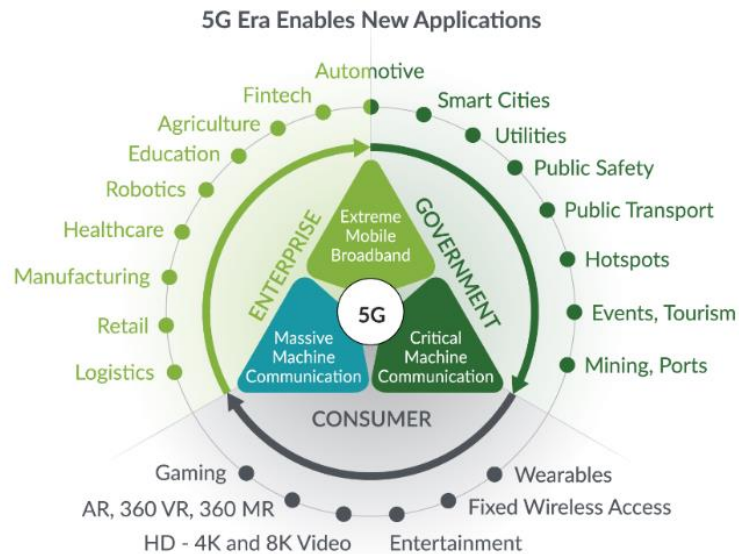 5G Era Enables New Applications
Automotive
Fintech
Agriculture
Education
Robotics
Healthcare
Manufacturing
Retail
Logistics
Smart Cities
Utilities
Public Safety
Public Transport
Hotspots
Events, Tourism
Mining, Ports
ENTERPRISE
GOVERNMENT
CONSUMER
Extreme
Mobile
Broadband
5G
Massive
Machine
Communication
Critical
Machine
Communication
Gaming
AR, 360 VR, 360 MR
HD - 4K and 8K Video
Entertainment
Fixed Wireless Access
Wearables